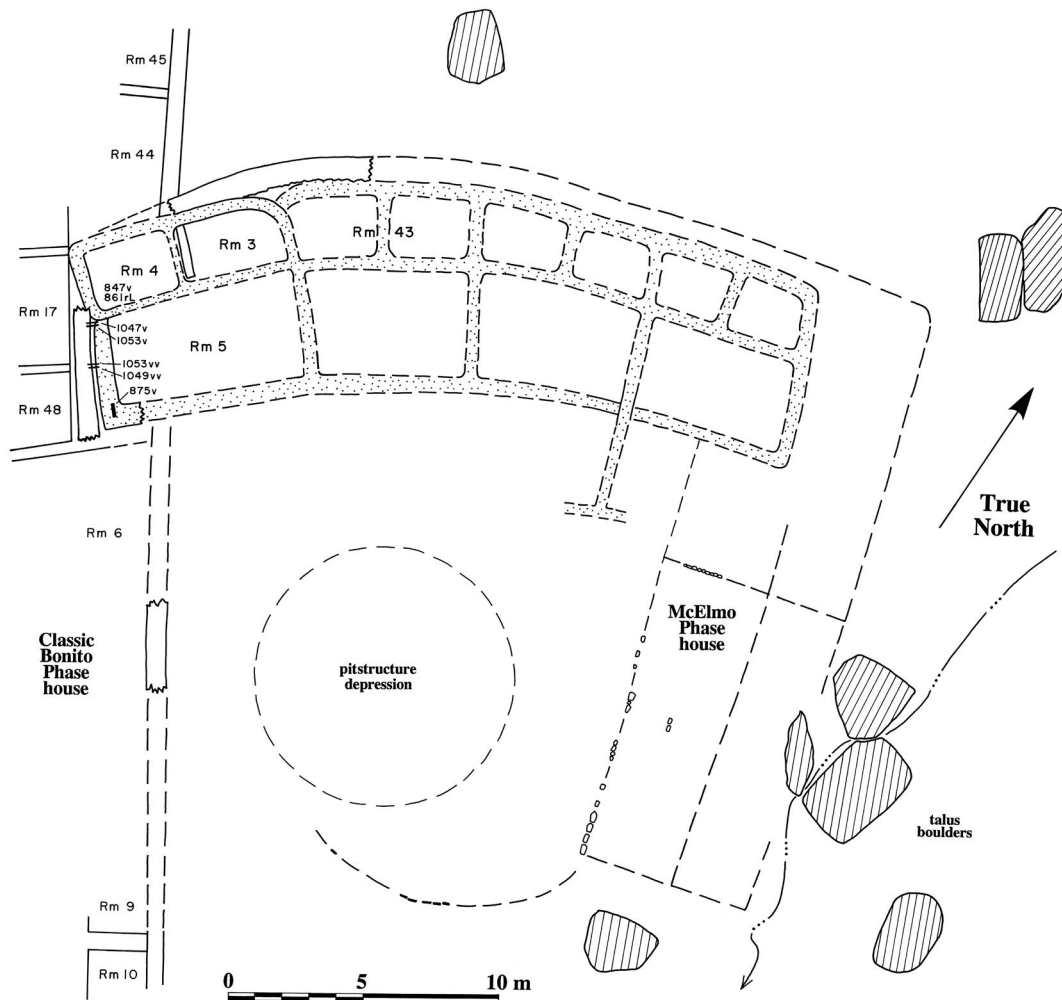 Rm 45
Rm 44
Rm 3
Rm 43
Rm 4
847v
861rL
Rm 17
1047v
1053v
Rm 5
1053vv
1049vv
875v
Rm 48
True
North
Rm 6
McElmo
Phase
house
Classic
Bonito
Phase
house
pitstructure
depression
talus
boulders
Rm 9
Rm 10
0 5 10 m